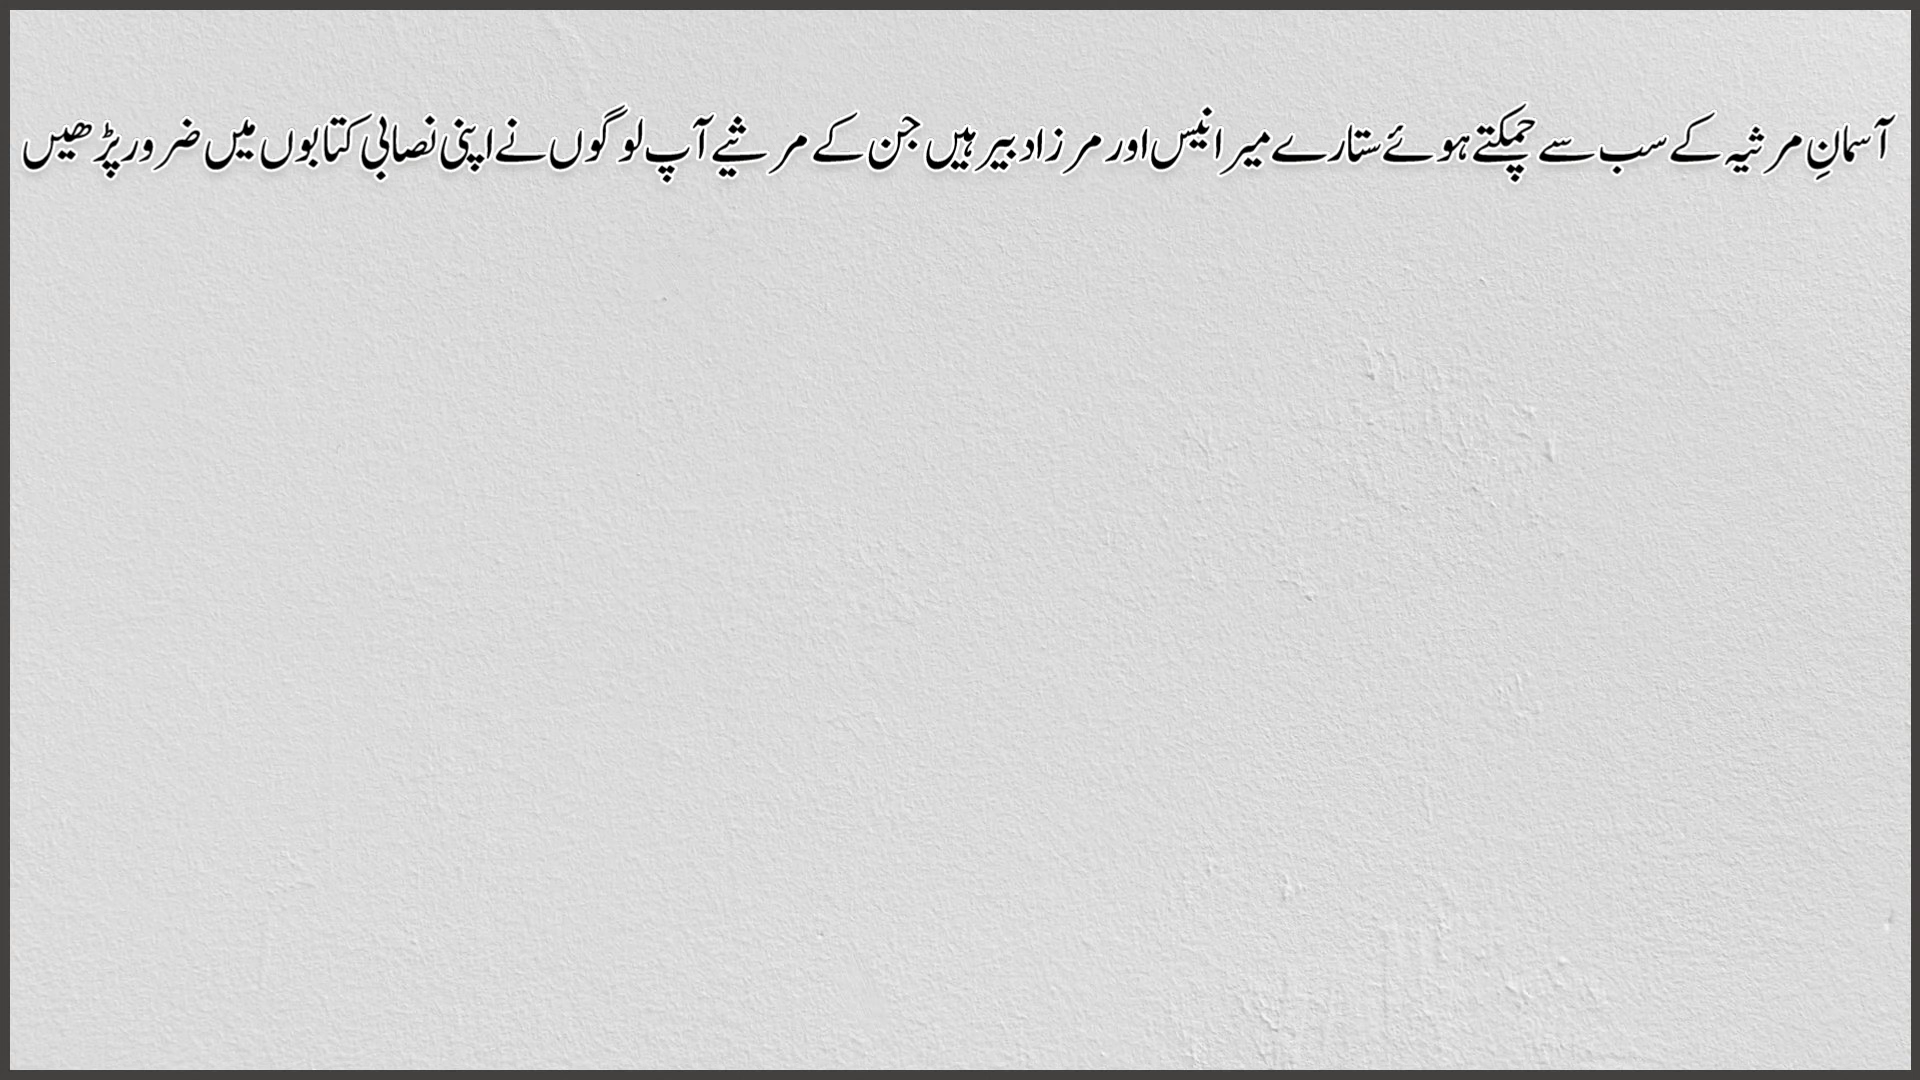 آسمانِ مرثیہ کے سب سے چمکتے ہوئے ستارے میر انیس اور مرزا دبیر ہیں جن کے مرثیے آپ لوگوں نے اپنی نصابی کتابوں میں ضرور پڑھیں